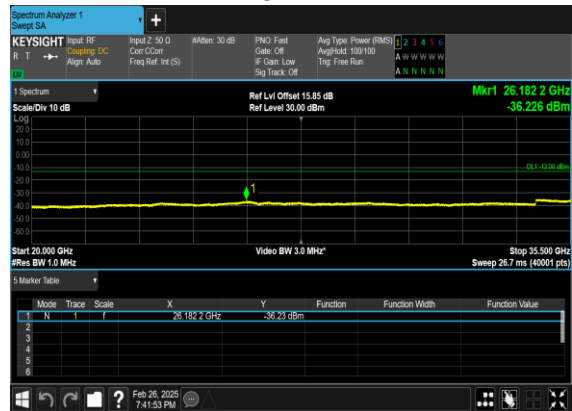 Spectrum Analyzer 1
Swept SA
+
KEYSIGHT Input: RF Input Z: 50 Ω #Atten: 30 dB PNO: Fast Avg Type: Power (RMS) 1 2 3 4 5 6
R T Coupling: DC Corr CCorr Gate: Off Avg|Hold: 100/100 A W W W W W
Align: Auto Freq Ref: Int (S) IF Gain: Low Trig: Free Run
Sig Track: Off A N N N N N
1 Spectrum
Ref Lvl Offset 15.85 dB Mkr1 26.182 2 GHz
Scale/Div 10 dB Ref Level 30.00 dBm -36.226 dBm
Log
20.0
10.0
0.00
-10.0 DL1 -13.00 dBm
-20.0
1
-30.0
-40.0
-50.0
-60.0
Start 20.000 GHz Video BW 3.0 MHz* Stop 35.500 GHz
#Res BW 1.0 MHz Sweep 26.7 ms (40001 pts)
5 Marker Table
Mode Trace Scale X Y Function Function Width Function Value
1 N 1 f 26.182 2 GHz -36.23 dBm
2
3
4
5
6
? Feb 26, 2025
7:41:53 PM